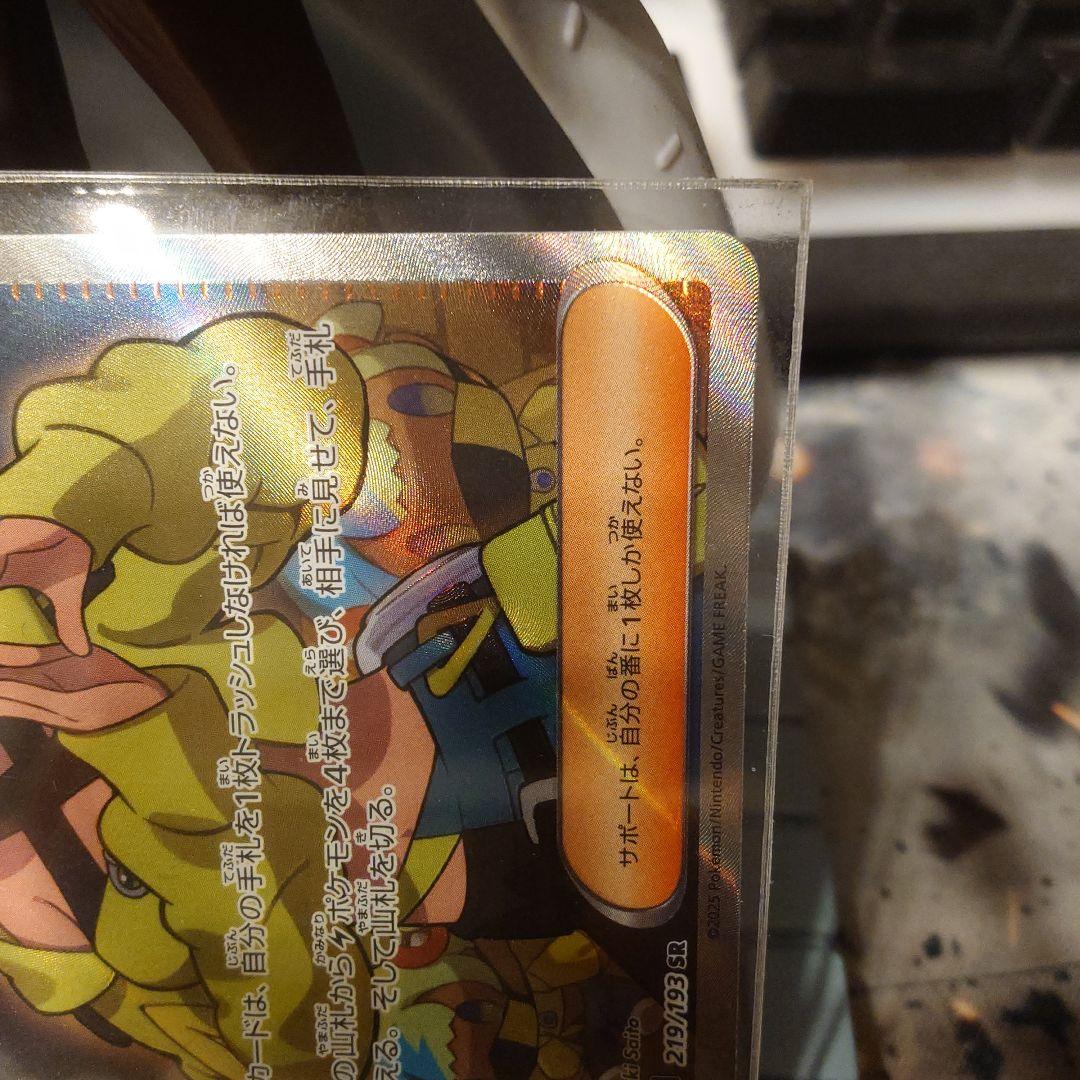 カードは、自分の手札を1枚トラッシュしなければ使えない。
の山札からポケモンを4枚まで選び、相手に見せて、手札
える。そして山札を切る。
サポートは、自分の番に1枚しか使えない。
ki Saito
219/193 SR
©2025 Pokémon/Nintendo/Creatures/GAME FREAK.